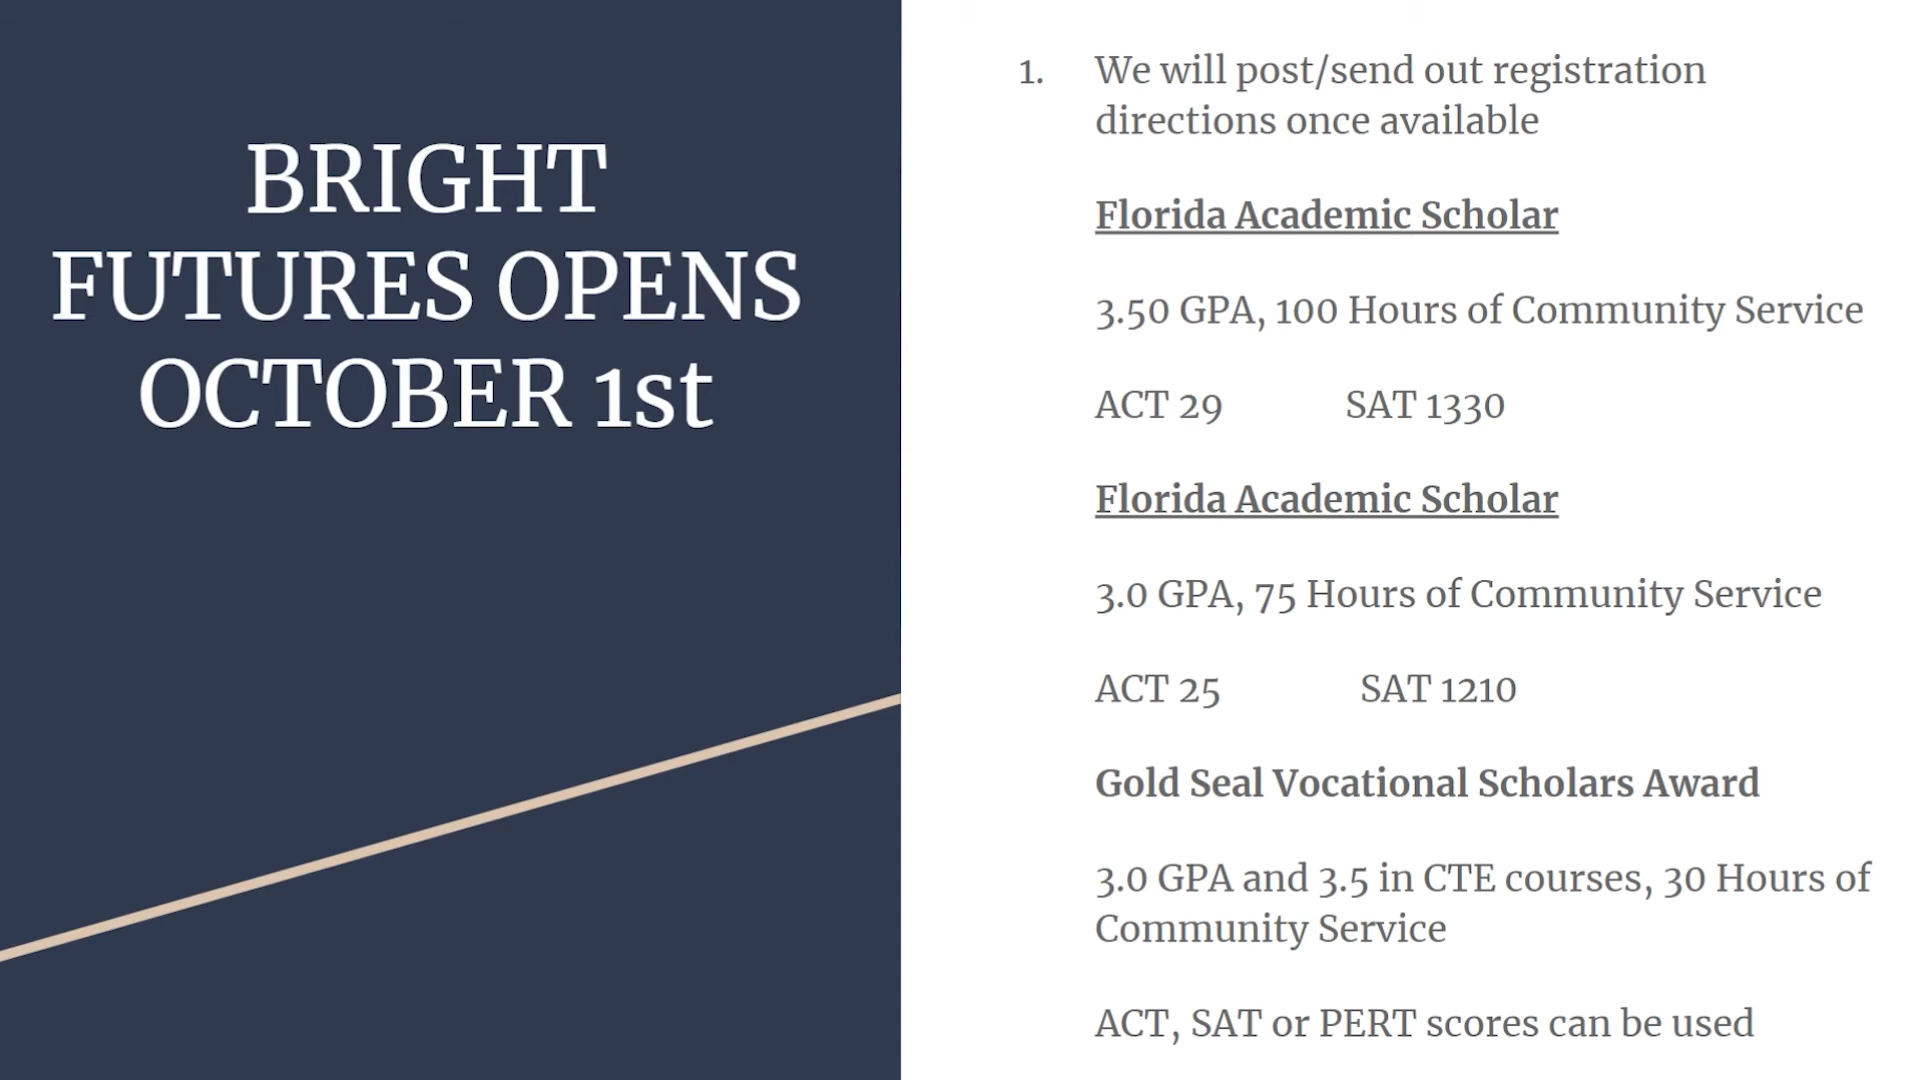 BRIGHT
FUTURES OPENS
OCTOBER 1st
1. We will post/send out registration
directions once available
Florida Academic Scholar
3.50 GPA, 100 Hours of Community Service
ACT 29 SAT 1330
Florida Academic Scholar
3.0 GPA, 75 Hours of Community Service
ACT 25 SAT 1210
Gold Seal Vocational Scholars Award
3.0 GPA and 3.5 in CTE courses, 30 Hours of
Community Service
ACT, SAT or PERT scores can be used